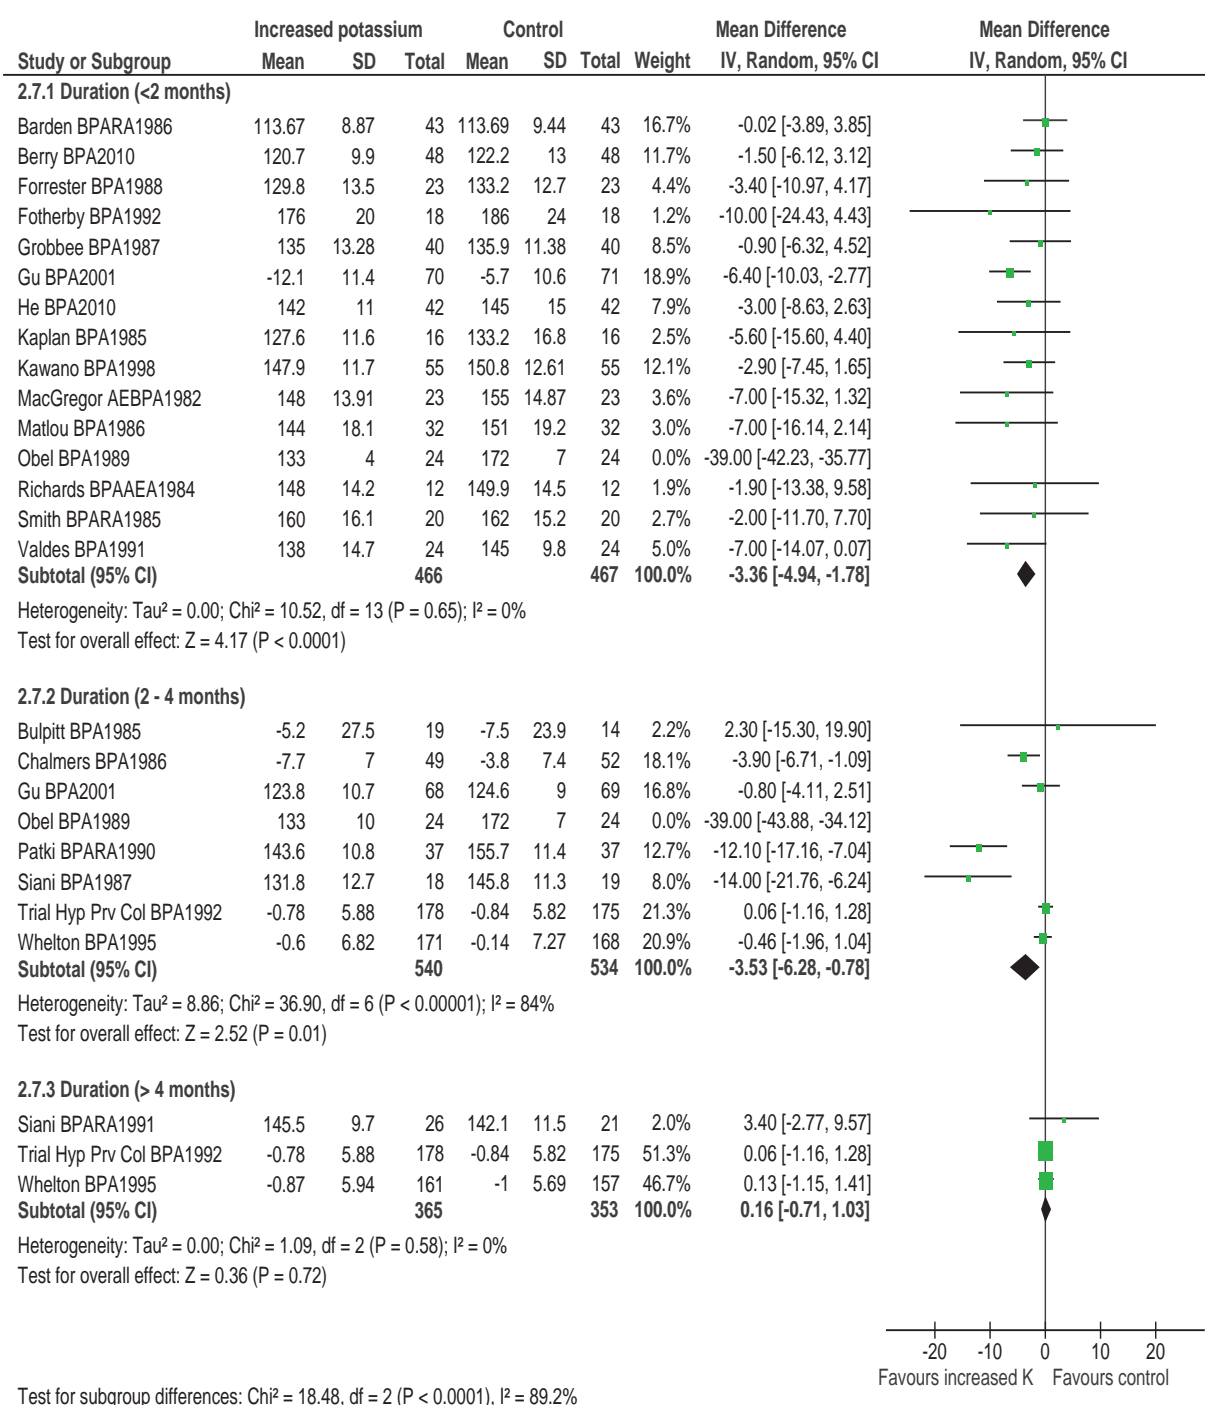 Increased potassium Control Mean Difference Mean Difference
Study or Subgroup Mean SD Total Mean SD Total Weight IV, Random, 95% CI IV, Random, 95% CI
2.7.1 Duration (<2 months)
Barden BPARA1986 113.67 8.87 43 113.69 9.44 43 16.7% -0.02 [-3.89, 3.85]
Berry BPA2010 120.7 9.9 48 122.2 13 48 11.7% -1.50 [-6.12, 3.12]
Forrester BPA1988 129.8 13.5 23 133.2 12.7 23 4.4% -3.40 [-10.97, 4.17]
Fotherby BPA1992 176 20 18 186 24 18 1.2% -10.00 [-24.43, 4.43]
Grobbee BPA1987 135 13.28 40 135.9 11.38 40 8.5% -0.90 [-6.32, 4.52]
Gu BPA2001 -12.1 11.4 70 -5.7 10.6 71 18.9% -6.40 [-10.03, -2.77]
He BPA2010 142 11 42 145 15 42 7.9% -3.00 [-8.63, 2.63]
Kaplan BPA1985 127.6 11.6 16 133.2 16.8 16 2.5% -5.60 [-15.60, 4.40]
Kawano BPA1998 147.9 11.7 55 150.8 12.61 55 12.1% -2.90 [-7.45, 1.65]
MacGregor AEBPA1982 148 13.91 23 155 14.87 23 3.6% -7.00 [-15.32, 1.32]
Matlou BPA1986 144 18.1 32 151 19.2 32 3.0% -7.00 [-16.14, 2.14]
Obel BPA1989 133 4 24 172 7 24 0.0% -39.00 [-42.23, -35.77]
Richards BPAAEA1984 148 14.2 12 149.9 14.5 12 1.9% -1.90 [-13.38, 9.58]
Smith BPARA1985 160 16.1 20 162 15.2 20 2.7% -2.00 [-11.70, 7.70]
Valdes BPA1991 138 14.7 24 145 9.8 24 5.0% -7.00 [-14.07, 0.07]
Subtotal (95% CI) 466 467 100.0% -3.36 [-4.94, -1.78]
Heterogeneity: Tau² = 0.00; Chi² = 10.52, df = 13 (P = 0.65); I² = 0%
Test for overall effect: Z = 4.17 (P < 0.0001)
2.7.2 Duration (2 - 4 months)
Bulpitt BPA1985 -5.2 27.5 19 -7.5 23.9 14 2.2% 2.30 [-15.30, 19.90]
Chalmers BPA1986 -7.7 7 49 -3.8 7.4 52 18.1% -3.90 [-6.71, -1.09]
Gu BPA2001 123.8 10.7 68 124.6 9 69 16.8% -0.80 [-4.11, 2.51]
Obel BPA1989 133 10 24 172 7 24 0.0% -39.00 [-43.88, -34.12]
Patki BPARA1990 143.6 10.8 37 155.7 11.4 37 12.7% -12.10 [-17.16, -7.04]
Siani BPA1987 131.8 12.7 18 145.8 11.3 19 8.0% -14.00 [-21.76, -6.24]
Trial Hyp Prv Col BPA1992 -0.78 5.88 178 -0.84 5.82 175 21.3% 0.06 [-1.16, 1.28]
Whelton BPA1995 -0.6 6.82 171 -0.14 7.27 168 20.9% -0.46 [-1.96, 1.04]
Subtotal (95% CI) 540 534 100.0% -3.53 [-6.28, -0.78]
Heterogeneity: Tau² = 8.86; Chi² = 36.90, df = 6 (P < 0.00001); I² = 84%
Test for overall effect: Z = 2.52 (P = 0.01)
2.7.3 Duration (> 4 months)
Siani BPARA1991 145.5 9.7 26 142.1 11.5 21 2.0% 3.40 [-2.77, 9.57]
Trial Hyp Prv Col BPA1992 -0.78 5.88 178 -0.84 5.82 175 51.3% 0.06 [-1.16, 1.28]
Whelton BPA1995 -0.87 5.94 161 -1 5.69 157 46.7% 0.13 [-1.15, 1.41]
Subtotal (95% CI) 365 353 100.0% 0.16 [-0.71, 1.03]
Heterogeneity: Tau² = 0.00; Chi² = 1.09, df = 2 (P = 0.58); I² = 0%
Test for overall effect: Z = 0.36 (P = 0.72)
-20 -10 0 10 20
Favours increased K Favours control
Test for subgroup differences: Chi² = 18.48, df = 2 (P < 0.0001), I² = 89.2%